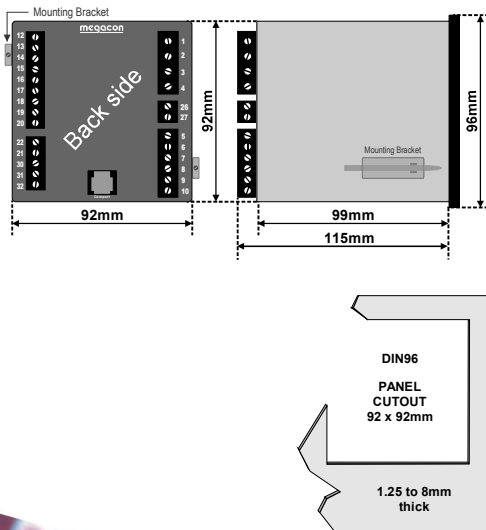 Mounting Bracket
megacon
12
13
14
15
16
17
18
19
20
22
21
30
31
32
Back side
1
2
3
4
26
27
5
6
7
8
9
10
92mm
92mm
Mounting Bracket
96mm
99mm
115mm
DIN96
PANEL
CUTOUT
92 x 92mm
1.25 to 8mm
thick